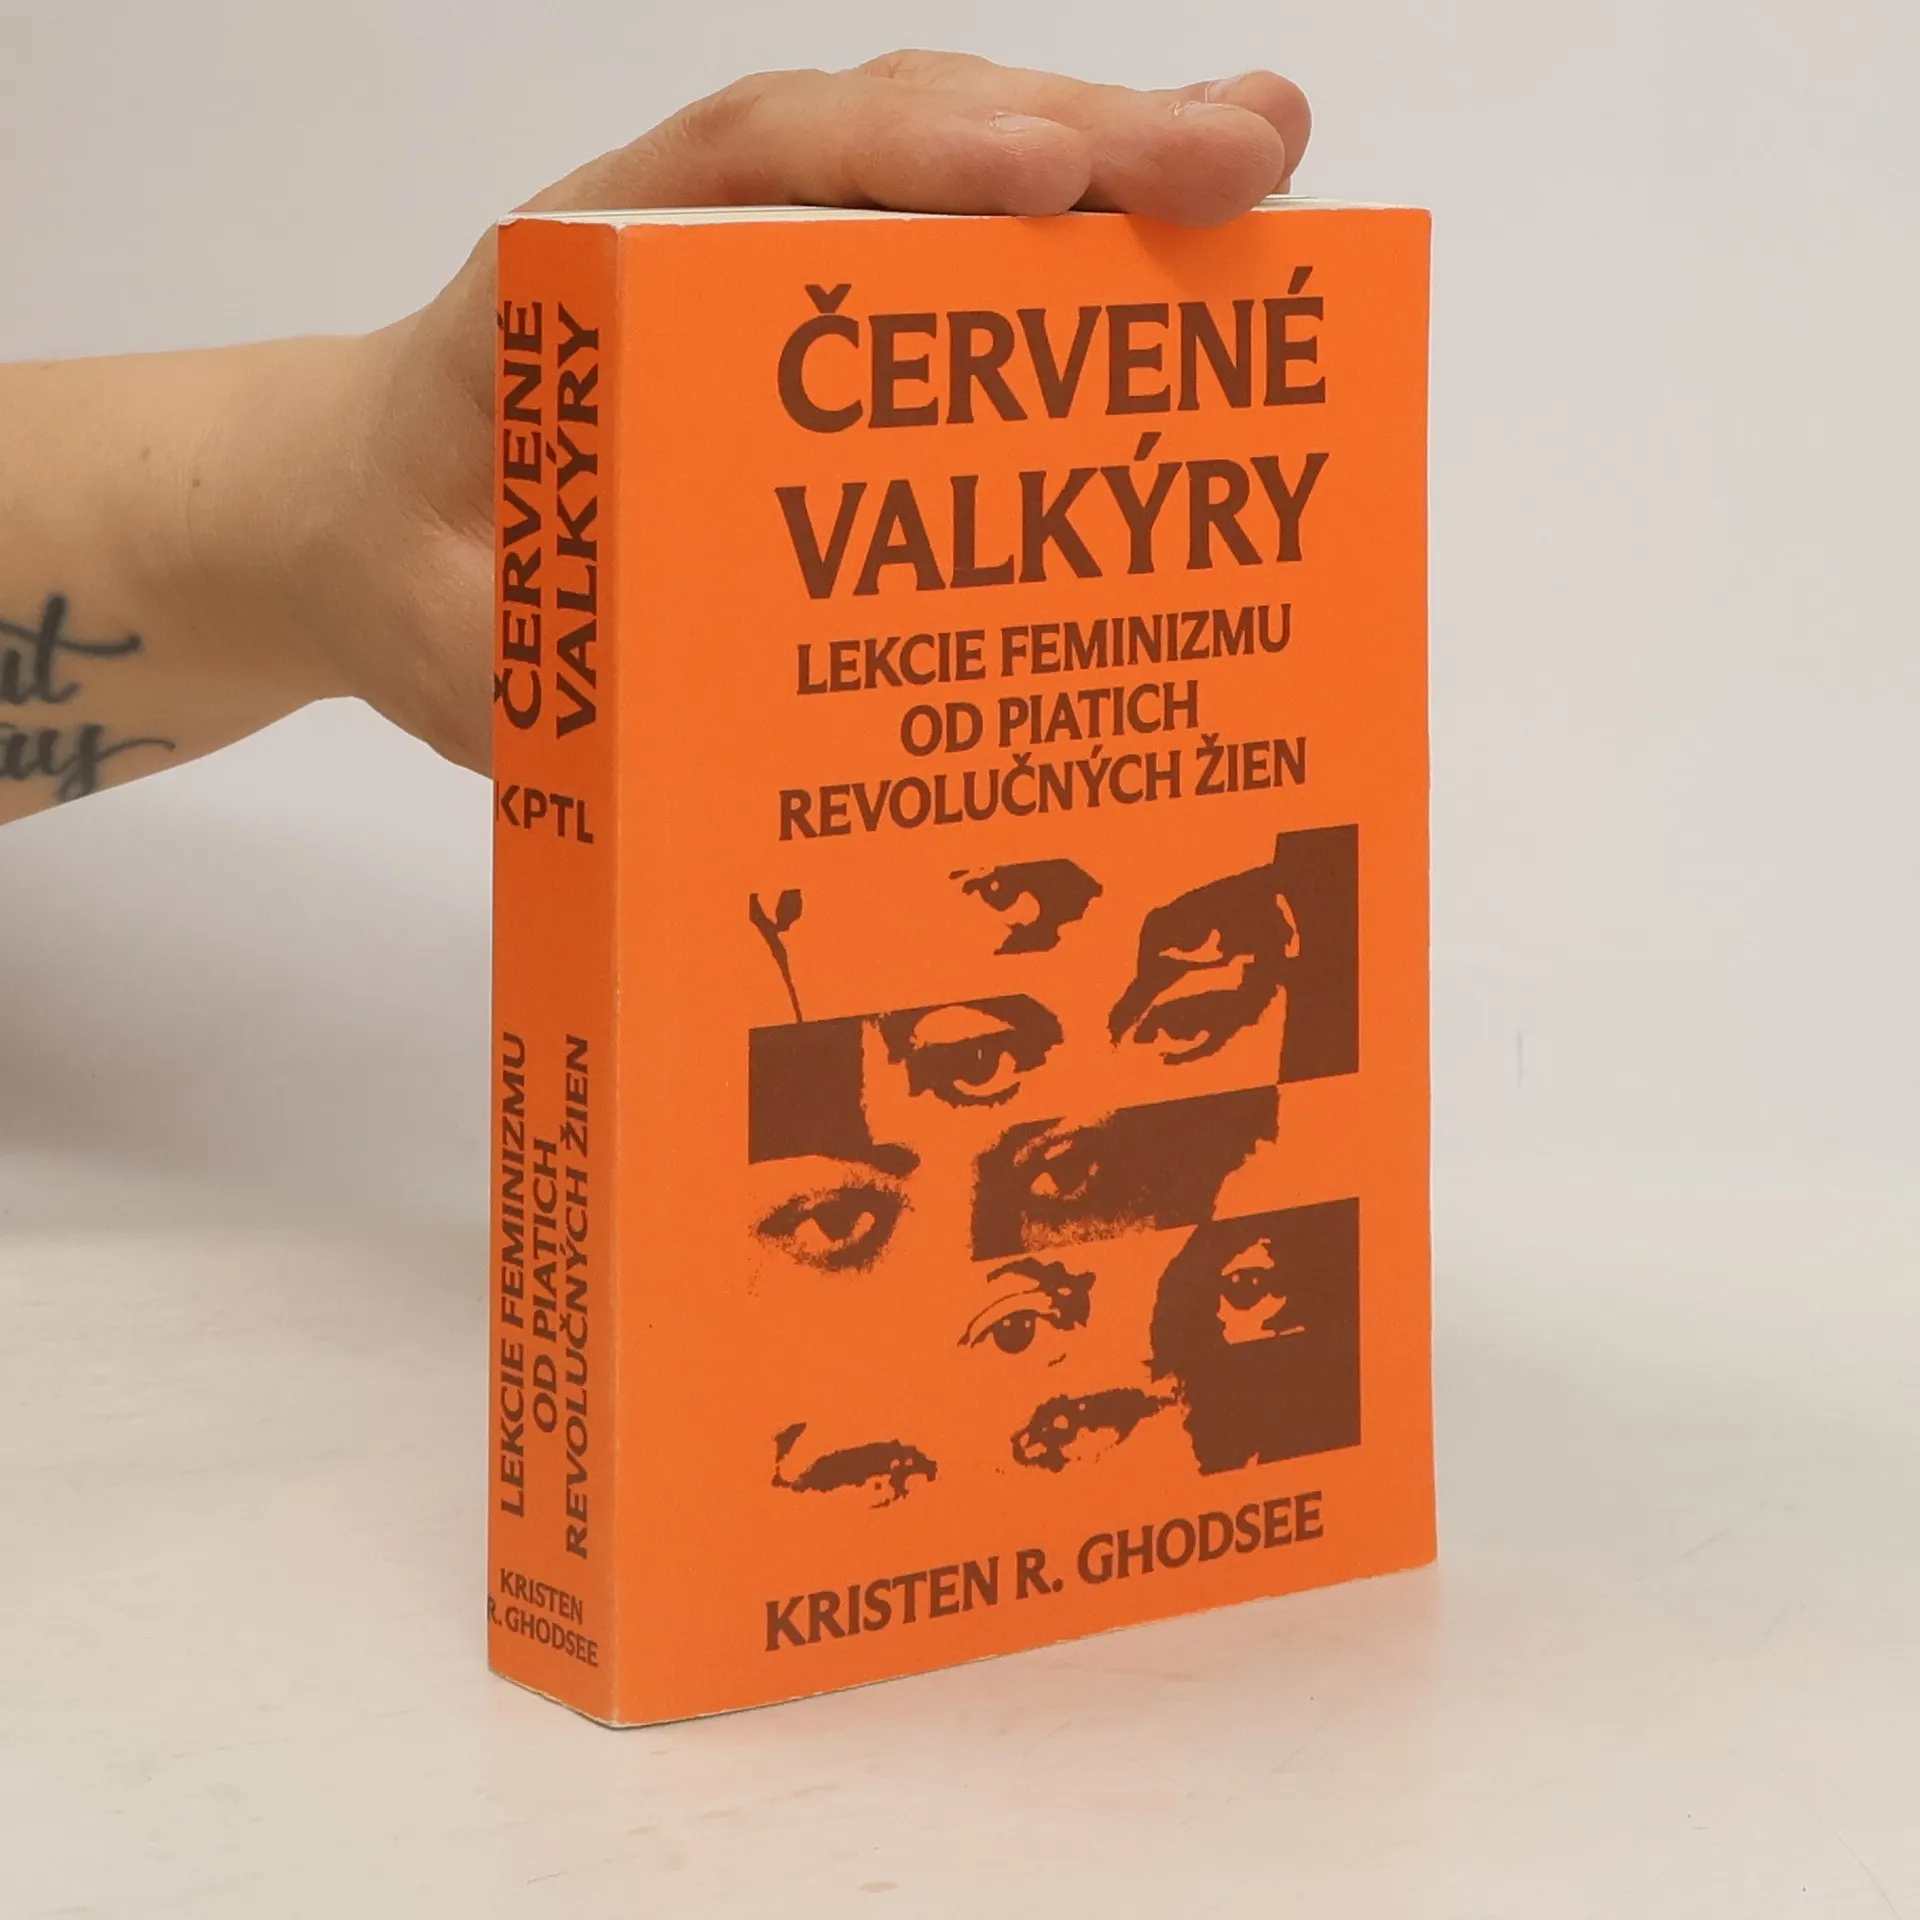 ČERVENÉ
VALKÝRY
LEKCIE FEMINIZMU
OD PIATICH
REVOLUČNÝCH ŽIEN
KRISTEN R. GHODSEE
ČERVENÉ
VALKÝRY
KPTL
LEKCIE FEMINIZMU
OD PIATICH
REVOLUČNÝCH ŽIEN
KRISTEN
R. GHODSEE